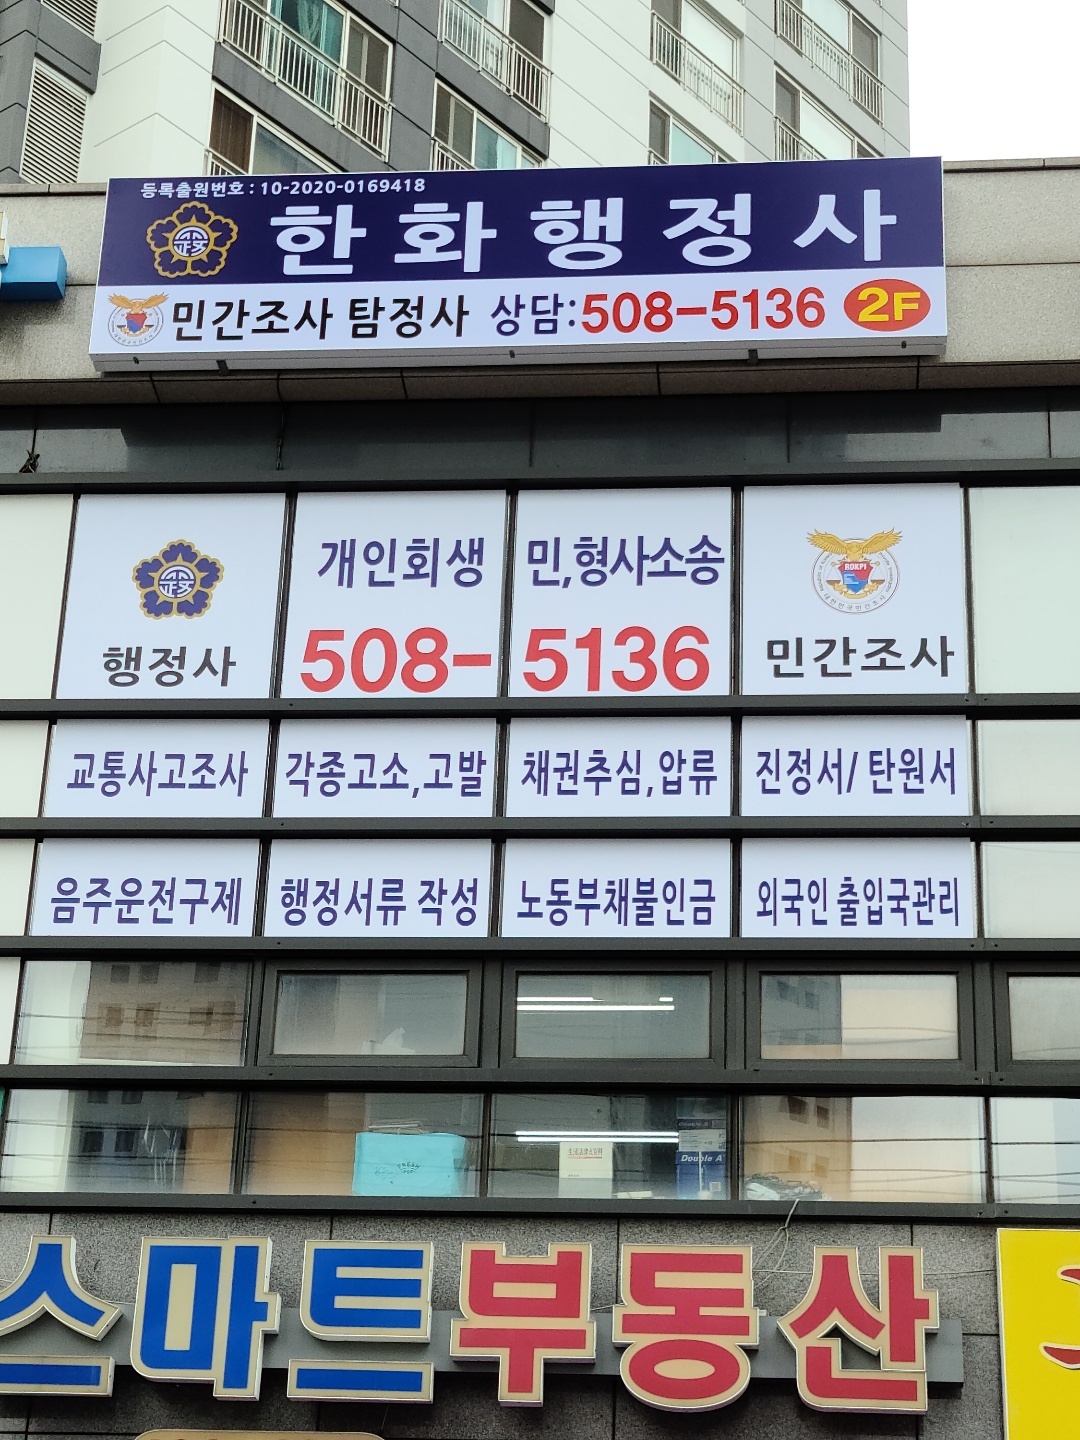 등록출원번호 : 10-2020-0169418
한화행정사
민간조사 탐정사 상담:508-5136 2F
개인회생 민,형사소송
ROKPI
행정사 508-5136 민간조사
교통사고조사 각종고소,고발 채권추심,압류 진정서/ 탄원서
음주운전구제 행정서류 작성 노동부채불인금 외국인 출입국관리
Double A
스마트부동산